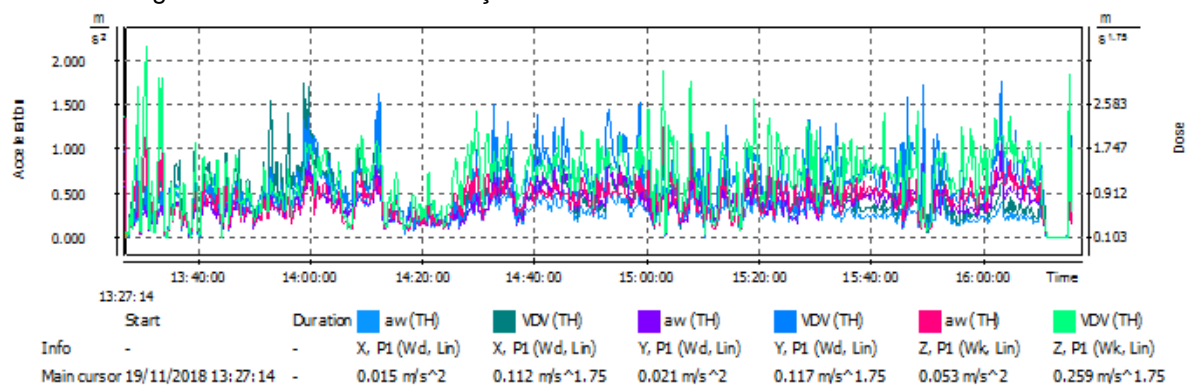 m
s² m
s^1.75
2.000
1.500 2.583
1.000 1.747
0.500 0.912
0.000 0.103
Acceleration
Dose
13:40:00 14:00:00 14:20:00 14:40:00 15:00:00 15:20:00 15:40:00 16:00:00 Time
13:27:14
Start Duration aw (TH) VDV (TH) aw (TH) VDV (TH) aw (TH) VDV (TH)
Info - - X, P1 (Wd, Lin) X, P1 (Wd, Lin) Y, P1 (Wd, Lin) Y, P1 (Wd, Lin) Z, P1 (Wk, Lin) Z, P1 (Wk, Lin)
Main cursor 19/11/2018 13:27:14 - 0.015 m/s^2 0.112 m/s^1.75 0.021 m/s^2 0.117 m/s^1.75 0.053 m/s^2 0.259 m/s^1.75